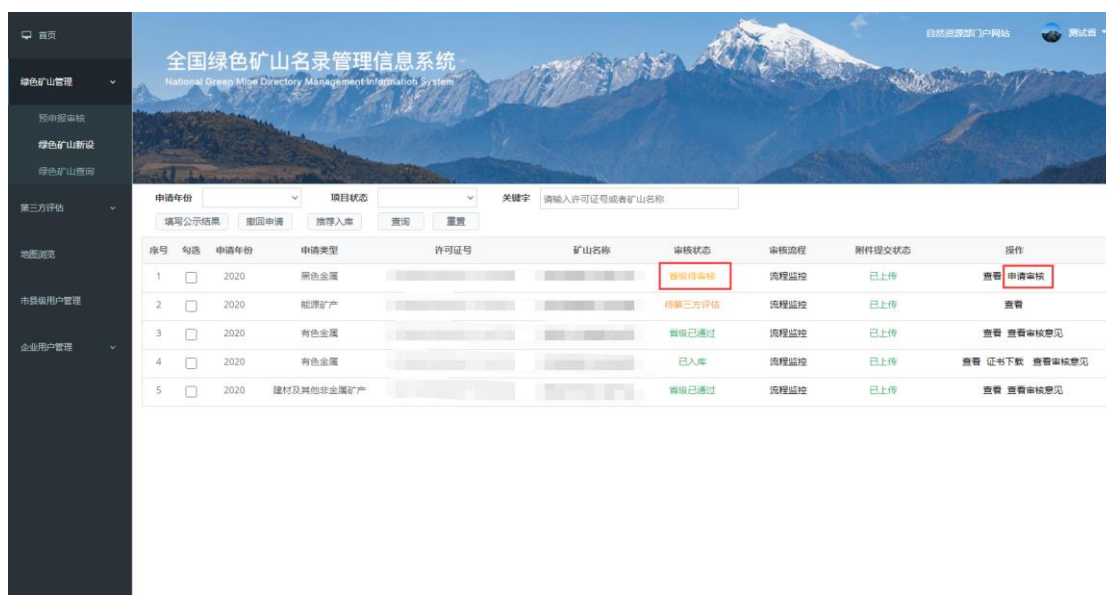 首页
自然资源部门户网站 测试省
全国绿色矿山名录管理信息系统
National Green Mine Directory Management Information System
绿色矿山管理
预申报审核
绿色矿山新设
绿色矿山查询
第三方评估
地图浏览
市县级用户管理
企业用户管理
申请年份 项目状态 关键字 请输入许可证号或者矿山名称
填写公示结果 撤回申请 推荐入库 查询 重置
序号 勾选 申请年份 申请类型 许可证号 矿山名称 审核状态 审核流程 附件提交状态 操作
1 2020 黑色金属 省级待审核 流程监控 已上传 查看 申请审核
2 2020 能源矿产 待第三方评估 流程监控 已上传 查看
3 2020 有色金属 省级已通过 流程监控 已上传 查看 查看审核意见
4 2020 有色金属 已入库 流程监控 已上传 查看 证书下载 查看审核意见
5 2020 建材及其他非金属矿产 省级已通过 流程监控 已上传 查看 查看审核意见